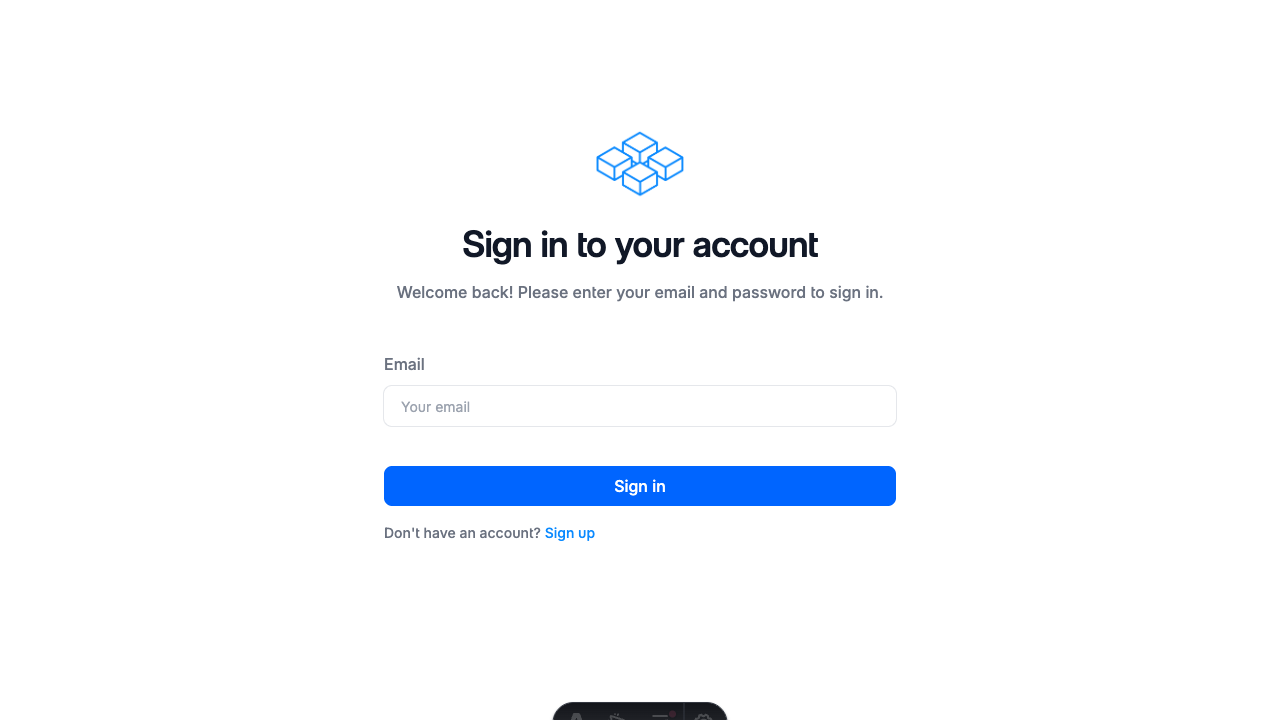 Sign in to your account
Welcome back! Please enter your email and password to sign in.
Email
Your email
Sign in
Don't have an account? Sign up